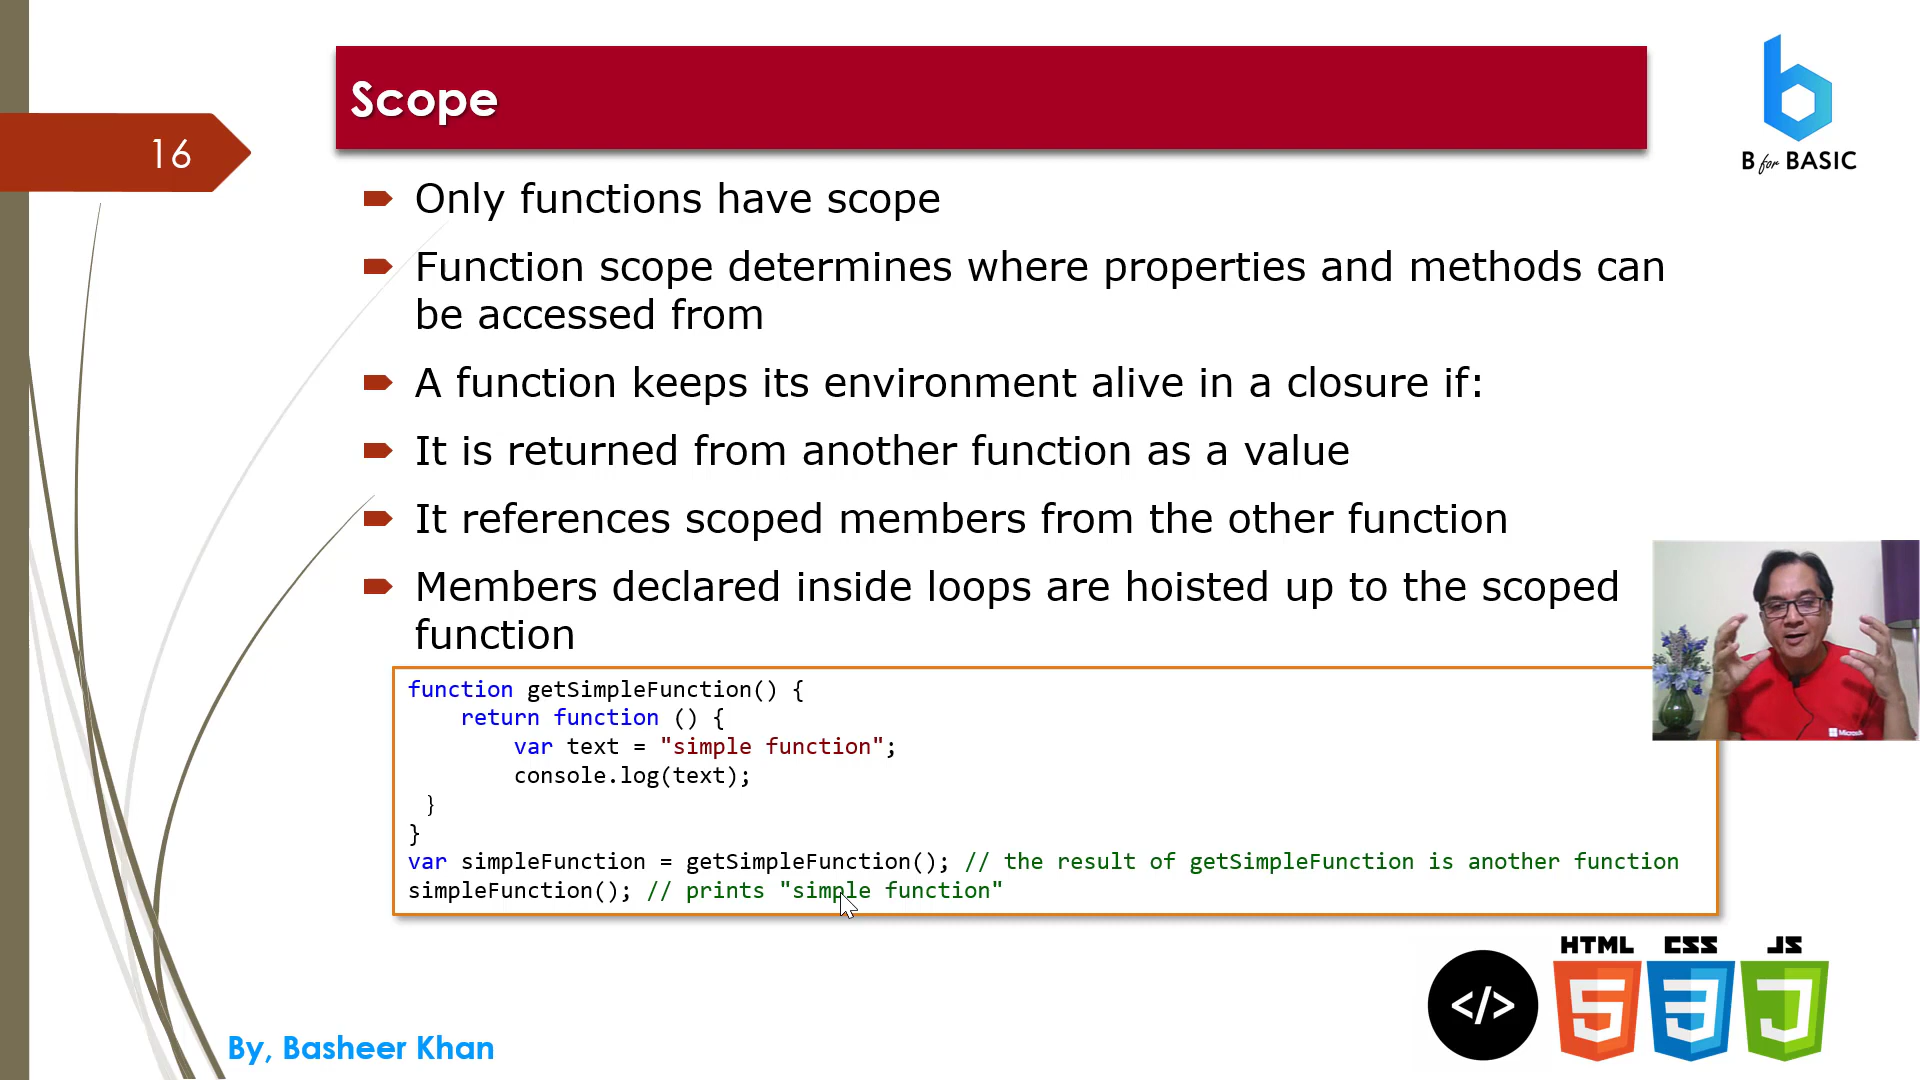 Scope
16
B for BASIC
Only functions have scope
Function scope determines where properties and methods can
be accessed from
A function keeps its environment alive in a closure if:
It is returned from another function as a value
It references scoped members from the other function
Members declared inside loops are hoisted up to the scoped
function
function getSimpleFunction() {
    return function () {
        var text = "simple function";
        console.log(text);
 }
}
var simpleFunction = getSimpleFunction(); // the result of getSimpleFunction is another function
simpleFunction(); // prints "simple function"
HTML CSS JS
</>
By, Basheer Khan